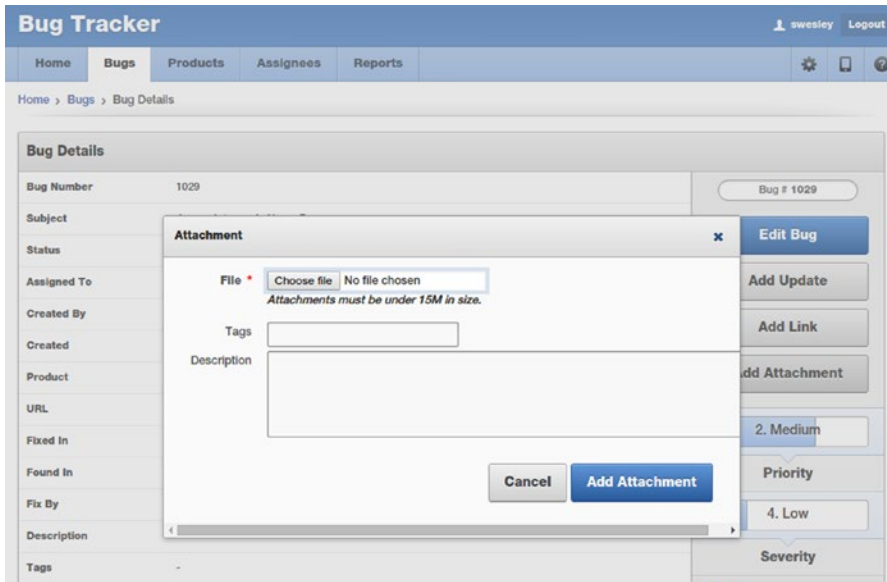 Bug Tracker
swesley Logout
Home Bugs Products Assignees Reports
Home > Bugs > Bug Details
Bug Details
Bug Number 1029
Bug # 1029
Subject
Status
Assigned To
Created By
Created
Product
URL
Fixed In
Found In
Fix By
Description
Tags -
Attachment x
File * Choose file No file chosen
Attachments must be under 15M in size.
Tags
Description
Cancel Add Attachment
Edit Bug
Add Update
Add Link
dd Attachment
2. Medium
Priority
4. Low
Severity